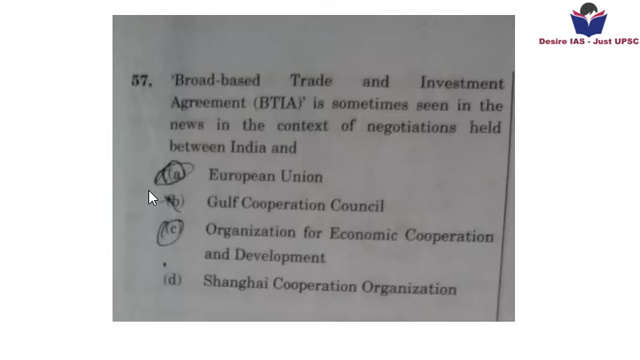 Desire IAS - Just UPSC
57. 'Broad-based Trade and Investment
Agreement (BTIA)' is sometimes seen in the
news in the context of negotiations held
between India and
(a) European Union
(b) Gulf Cooperation Council
(c) Organization for Economic Cooperation
and Development
(d) Shanghai Cooperation Organization